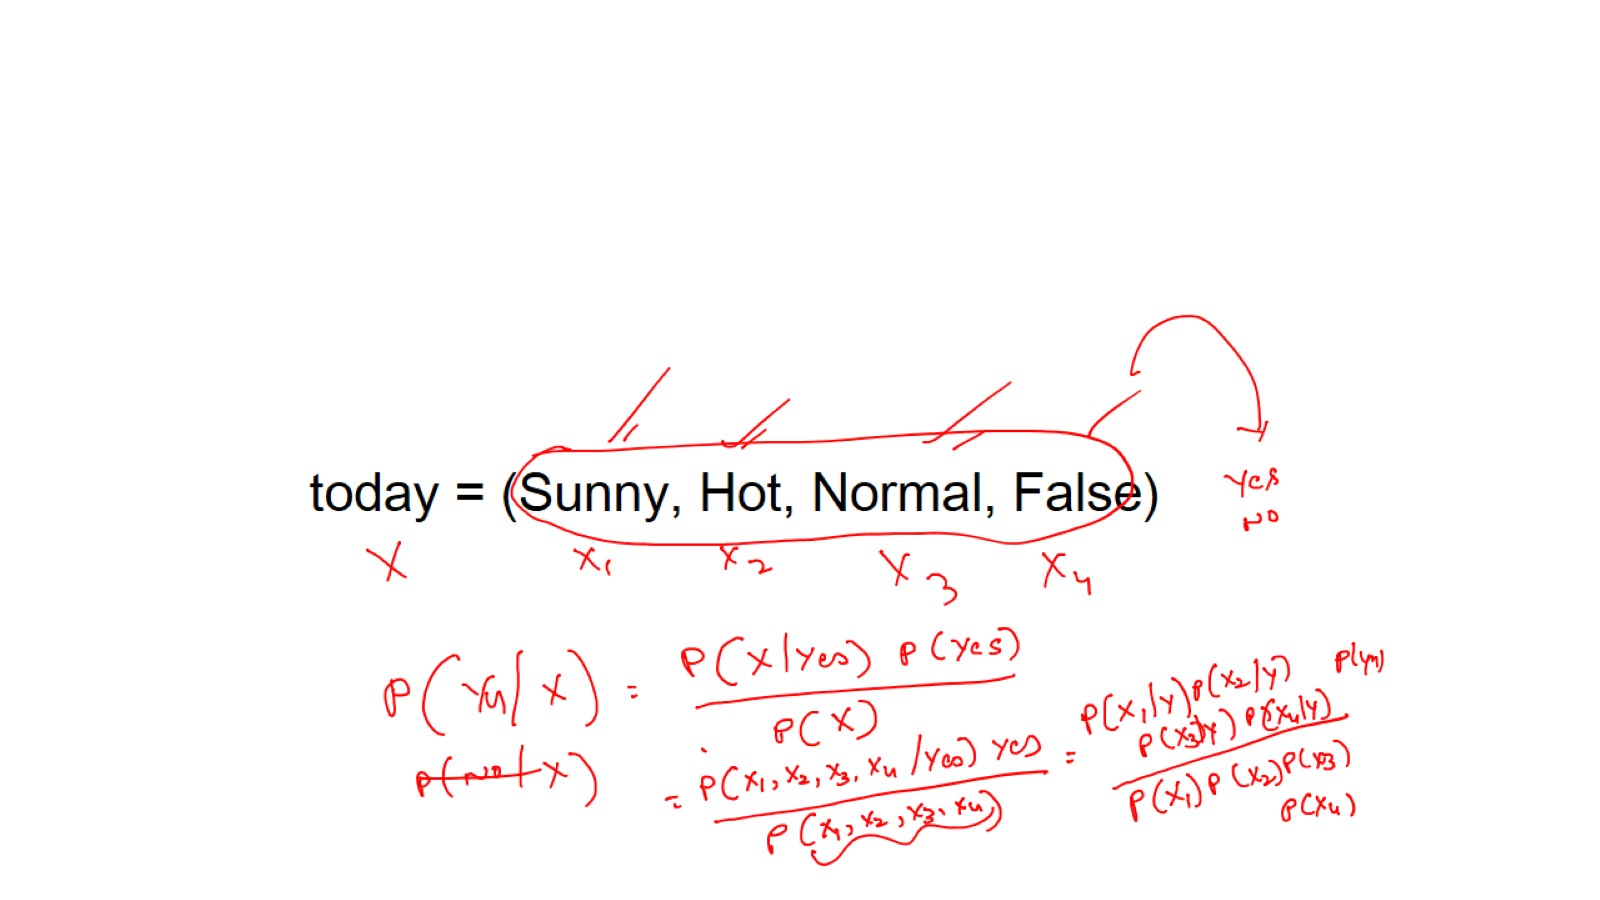 today = (Sunny, Hot, Normal, False)
Yes
NO
X x₁ x₂ x₃ x₄
P(Yes/X) = P(X/Yes) P(Yes) / P(X)
P(No/X)
= P(x₁, x₂, x₃, x₄ /Yes) Yes / P(x₁, x₂, x₃, x₄)
= P(x₁/Y) P(x₂/Y) P(x₃/Y) P(x₄/Y) / P(x₁) P(x₂) P(x₃) P(x₄)